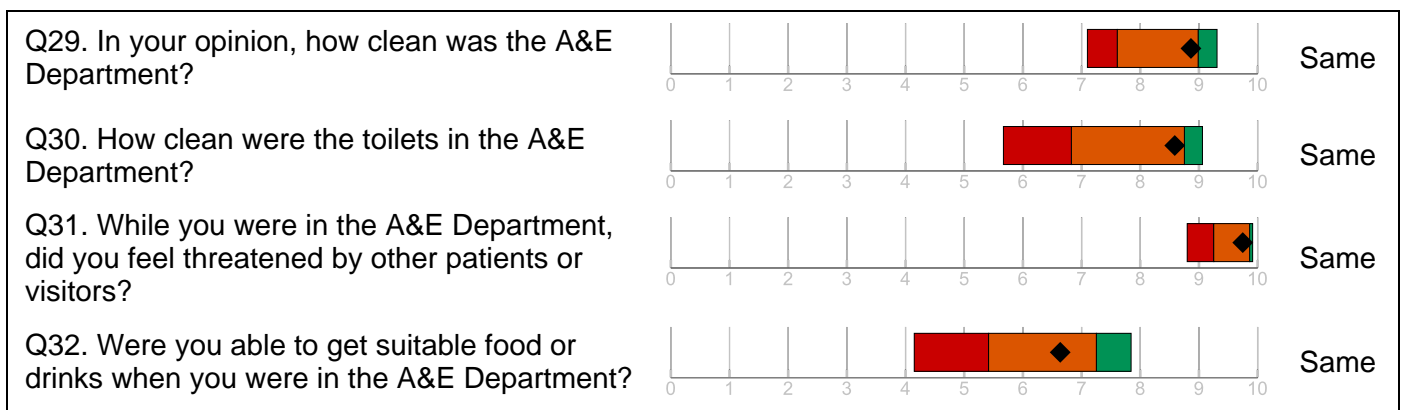 Q29. In your opinion, how clean was the A&E
Department?
Same
0 1 2 3 4 5 6 7 8 9 10
Q30. How clean were the toilets in the A&E
Department?
Same
0 1 2 3 4 5 6 7 8 9 10
Q31. While you were in the A&E Department,
did you feel threatened by other patients or
visitors?
Same
0 1 2 3 4 5 6 7 8 9 10
Q32. Were you able to get suitable food or
drinks when you were in the A&E Department?
Same
0 1 2 3 4 5 6 7 8 9 10